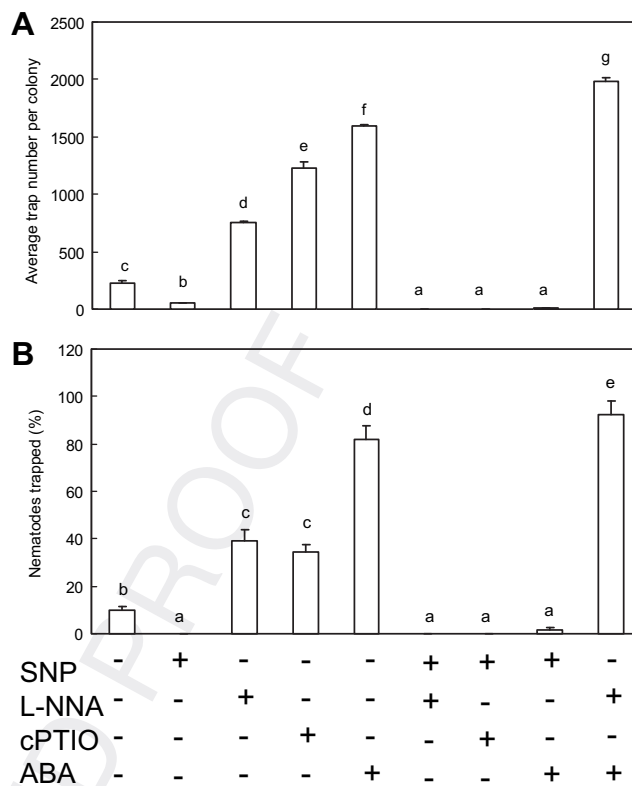 A
Average trap number per colony
2500
2000
1500
1000
500
0
c b d e f a a a g
B
Nematodes trapped (%)
120
100
80
60
40
20
0
b a c c d a a a e
SNP - + - - - + + + -
L-NNA - - + - - + - - +
cPTIO - - - + - - + - -
ABA - - - - + - - + +
D PROOF